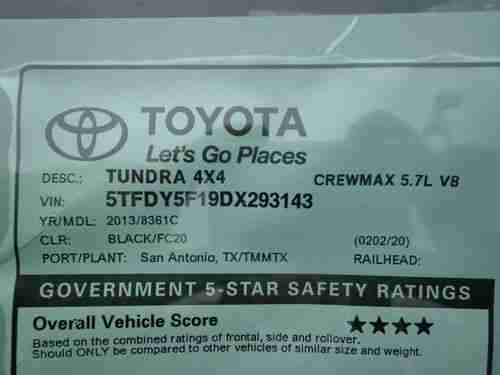 TOYOTA
Let's Go Places
DESC.: TUNDRA 4X4 CREWMAX 5.7L V8
VIN: 5TFDY5F19DX293143
YR/MDL: 2013/8361C
CLR: BLACK/FC20 (0202/20)
PORT/PLANT: San Antonio, TX/TMMTX RAILHEAD:
GOVERNMENT 5-STAR SAFETY RATINGS
Overall Vehicle Score ★★★★
Based on the combined ratings of frontal, side and rollover.
Should ONLY be compared to other vehicles of similar size and weight.